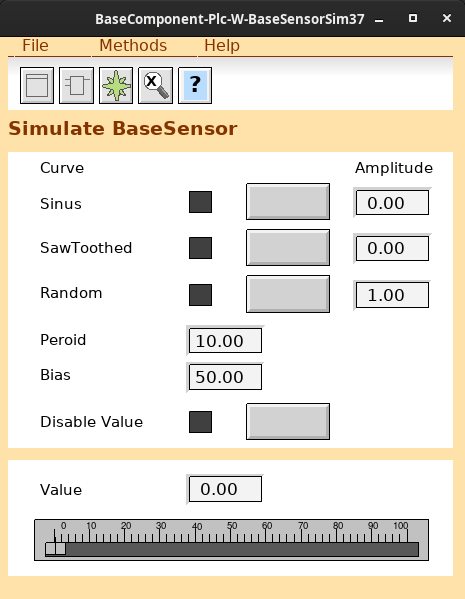 BaseComponent-Plc-W-BaseSensorSim37
File Methods Help
X ?
Simulate BaseSensor
Curve Amplitude
Sinus 0.00
SawToothed 0.00
Random 1.00
Peroid 10.00
Bias 50.00
Disable Value
Value 0.00
0 10 20 30 40 50 60 70 80 90 100